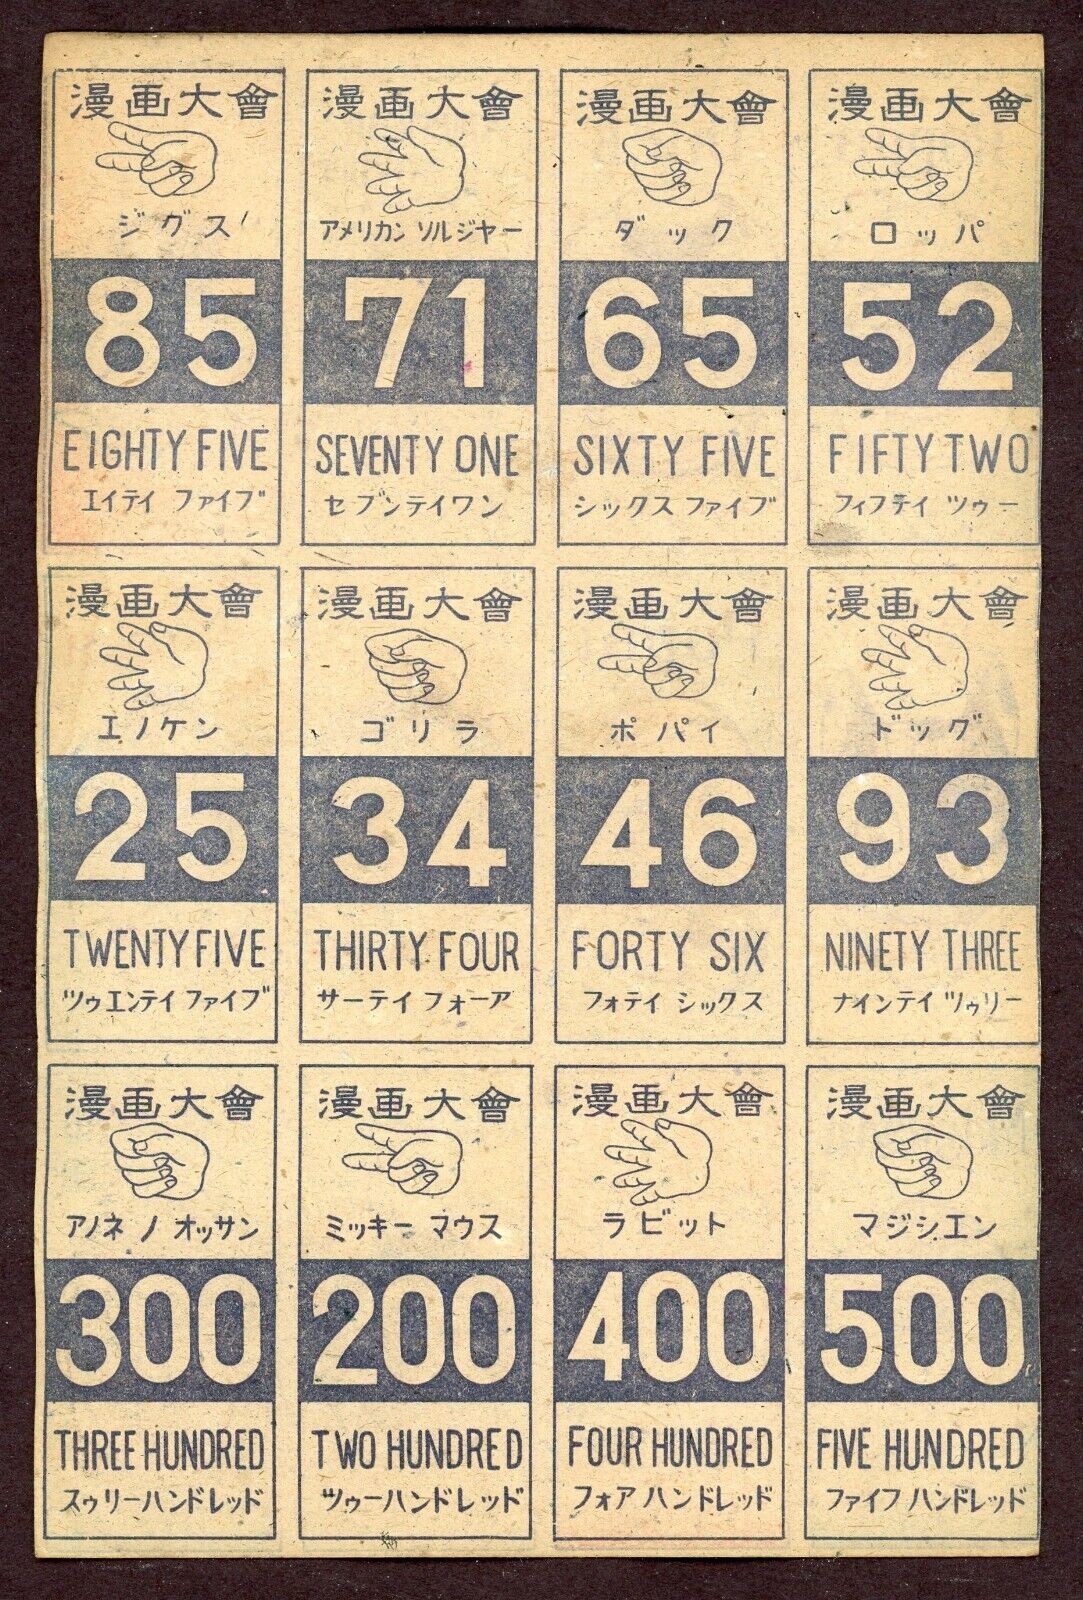 漫画大會
ジグス
85
EIGHTY FIVE
エイテイ ファイブ
漫画大會
アメリカン ソルジャー
71
SEVENTY ONE
セブンテイワン
漫画大會
ダック
65
SIXTY FIVE
シックス ファイブ
漫画大會
ロッパ
52
FIFTY TWO
フィフテイ ツゥー
漫画大會
エノケン
25
TWENTY FIVE
ツゥエンテイ ファイブ
漫画大會
ゴリラ
34
THIRTY FOUR
サーテイ フォーア
漫画大會
ポパイ
46
FORTY SIX
フォテイ シックス
漫画大會
ドッグ
93
NINETY THREE
ナインテイ ツゥリー
漫画大會
アノネノオッサン
300
THREE HUNDRED
スゥリーハンドレッド
漫画大會
ミッキー マウス
200
TWO HUNDRED
ツゥーハンドレッド
漫画大會
ラビット
400
FOUR HUNDRED
フォア ハンドレッド
漫画大會
マジシエン
500
FIVE HUNDRED
ファイフ ハンドレッド